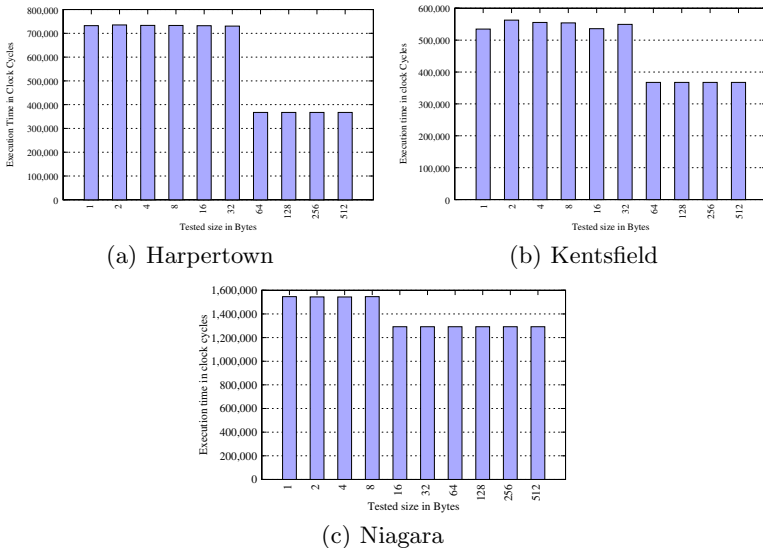 800,000
700,000
600,000
500,000
400,000
300,000
200,000
100,000
0
Execution Time in Clock Cycles
1 2 4 8 16 32 64 128 256 512
Tested size in Bytes
(a) Harpertown
600,000
500,000
400,000
300,000
200,000
100,000
0
Execution time in clock Cycles
1 2 4 8 16 32 64 128 256 512
Tested size in Bytes
(b) Kentsfield
1,600,000
1,400,000
1,200,000
1,000,000
800,000
600,000
400,000
200,000
0
Execution time in clock cycles
1 2 4 8 16 32 64 128 256 512
Tested size in Bytes
(c) Niagara